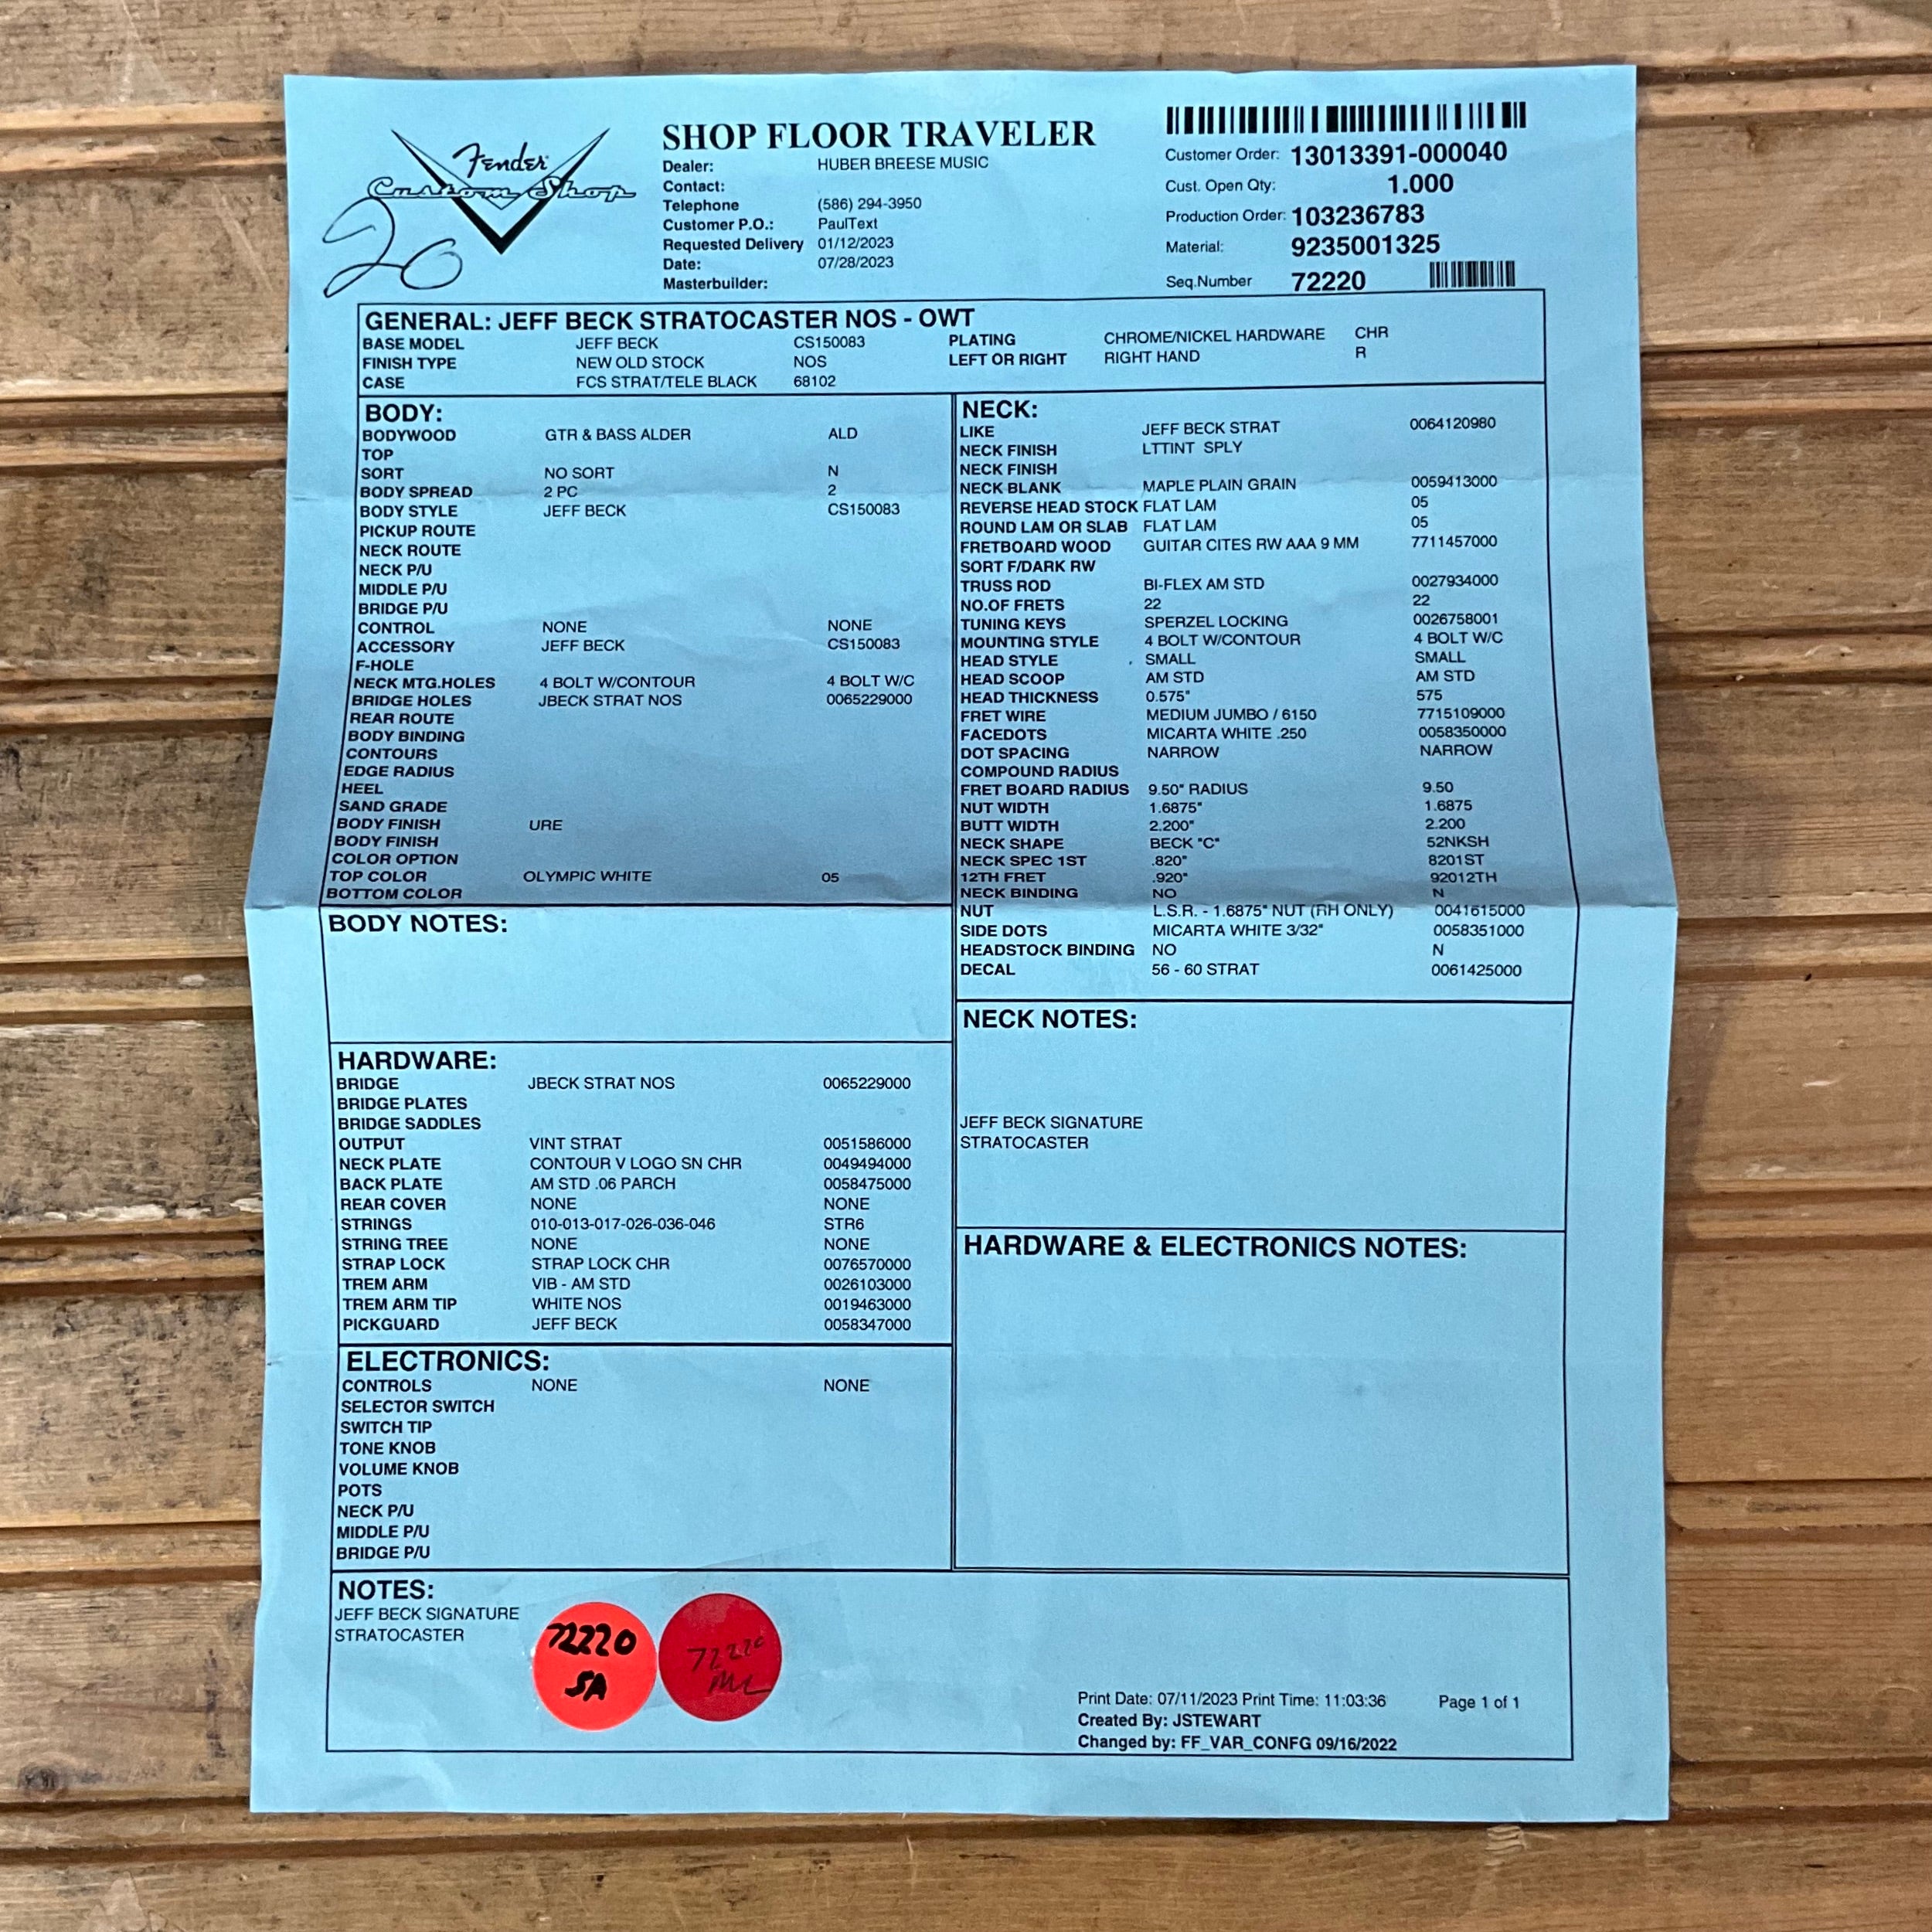 Fender
Custom Shop
20
SHOP FLOOR TRAVELER
Dealer: HUBER BREESE MUSIC
Contact:
Telephone (586) 294-3950
Customer P.O.: PaulText
Requested Delivery 01/12/2023
Date: 07/28/2023
Masterbuilder:
Customer Order: 13013391-000040
Cust. Open Qty: 1.000
Production Order: 103236783
Material: 9235001325
Seq.Number 72220
GENERAL: JEFF BECK STRATOCASTER NOS - OWT
BASE MODEL JEFF BECK CS150083 PLATING CHROME/NICKEL HARDWARE CHR
FINISH TYPE NEW OLD STOCK NOS LEFT OR RIGHT RIGHT HAND R
CASE FCS STRAT/TELE BLACK 68102
BODY:
BODYWOOD GTR & BASS ALDER ALD
TOP
SORT NO SORT N
BODY SPREAD 2 PC 2
BODY STYLE JEFF BECK CS150083
PICKUP ROUTE
NECK ROUTE
NECK P/U
MIDDLE P/U
BRIDGE P/U
CONTROL NONE NONE
ACCESSORY JEFF BECK CS150083
F-HOLE
NECK MTG.HOLES 4 BOLT W/CONTOUR 4 BOLT W/C
BRIDGE HOLES JBECK STRAT NOS 0065229000
REAR ROUTE
BODY BINDING
CONTOURS
EDGE RADIUS
HEEL
SAND GRADE
BODY FINISH URE
BODY FINISH
COLOR OPTION
TOP COLOR OLYMPIC WHITE 05
BOTTOM COLOR
BODY NOTES:
HARDWARE:
BRIDGE JBECK STRAT NOS 0065229000
BRIDGE PLATES
BRIDGE SADDLES
OUTPUT VINT STRAT 0051586000
NECK PLATE CONTOUR V LOGO SN CHR 0049494000
BACK PLATE AM STD .06 PARCH 0058475000
REAR COVER NONE NONE
STRINGS 010-013-017-026-036-046 STR6
STRING TREE NONE NONE
STRAP LOCK STRAP LOCK CHR 0076570000
TREM ARM VIB - AM STD 0026103000
TREM ARM TIP WHITE NOS 0019463000
PICKGUARD JEFF BECK 0058347000
ELECTRONICS:
CONTROLS NONE NONE
SELECTOR SWITCH
SWITCH TIP
TONE KNOB
VOLUME KNOB
POTS
NECK P/U
MIDDLE P/U
BRIDGE P/U
NECK:
LIKE JEFF BECK STRAT 0064120980
NECK FINISH LTTINT SPLY
NECK FINISH
NECK BLANK MAPLE PLAIN GRAIN 0059413000
REVERSE HEAD STOCK FLAT LAM 05
ROUND LAM OR SLAB FLAT LAM 05
FRETBOARD WOOD GUITAR CITES RW AAA 9 MM 7711457000
SORT F/DARK RW
TRUSS ROD BI-FLEX AM STD 0027934000
NO.OF FRETS 22 22
TUNING KEYS SPERZEL LOCKING 0026758001
MOUNTING STYLE 4 BOLT W/CONTOUR 4 BOLT W/C
HEAD STYLE SMALL SMALL
HEAD SCOOP AM STD AM STD
HEAD THICKNESS 0.575" 575
FRET WIRE MEDIUM JUMBO / 6150 7715109000
FACEDOTS MICARTA WHITE .250 0058350000
DOT SPACING NARROW NARROW
COMPOUND RADIUS
FRET BOARD RADIUS 9.50" RADIUS 9.50
NUT WIDTH 1.6875" 1.6875
BUTT WIDTH 2.200" 2.200
NECK SHAPE BECK "C" 52NKSH
NECK SPEC 1ST .820" 8201ST
12TH FRET .920" 92012TH
NECK BINDING NO N
NUT L.S.R. - 1.6875" NUT (RH ONLY) 0041615000
SIDE DOTS MICARTA WHITE 3/32" 0058351000
HEADSTOCK BINDING NO N
DECAL 56 - 60 STRAT 0061425000
NECK NOTES:
JEFF BECK SIGNATURE
STRATOCASTER
HARDWARE & ELECTRONICS NOTES:
NOTES:
JEFF BECK SIGNATURE
STRATOCASTER
72220
SA
72220
ML
Print Date: 07/11/2023 Print Time: 11:03:36 Page 1 of 1
Created By: JSTEWART
Changed by: FF_VAR_CONFG 09/16/2022